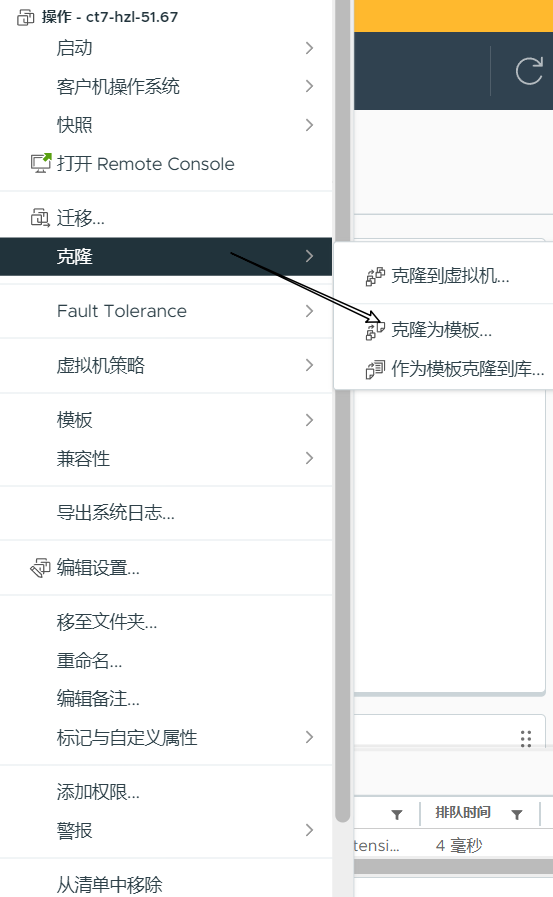 操作 - ct7-hzl-51.67
启动
客户机操作系统
快照
打开 Remote Console
迁移...
克隆
克隆到虚拟机...
克隆为模板...
作为模板克隆到库...
Fault Tolerance
虚拟机策略
模板
兼容性
导出系统日志...
编辑设置...
移至文件夹...
重命名...
编辑备注...
标记与自定义属性
添加权限...
警报
从清单中移除
排队时间
tensi...
4 毫秒